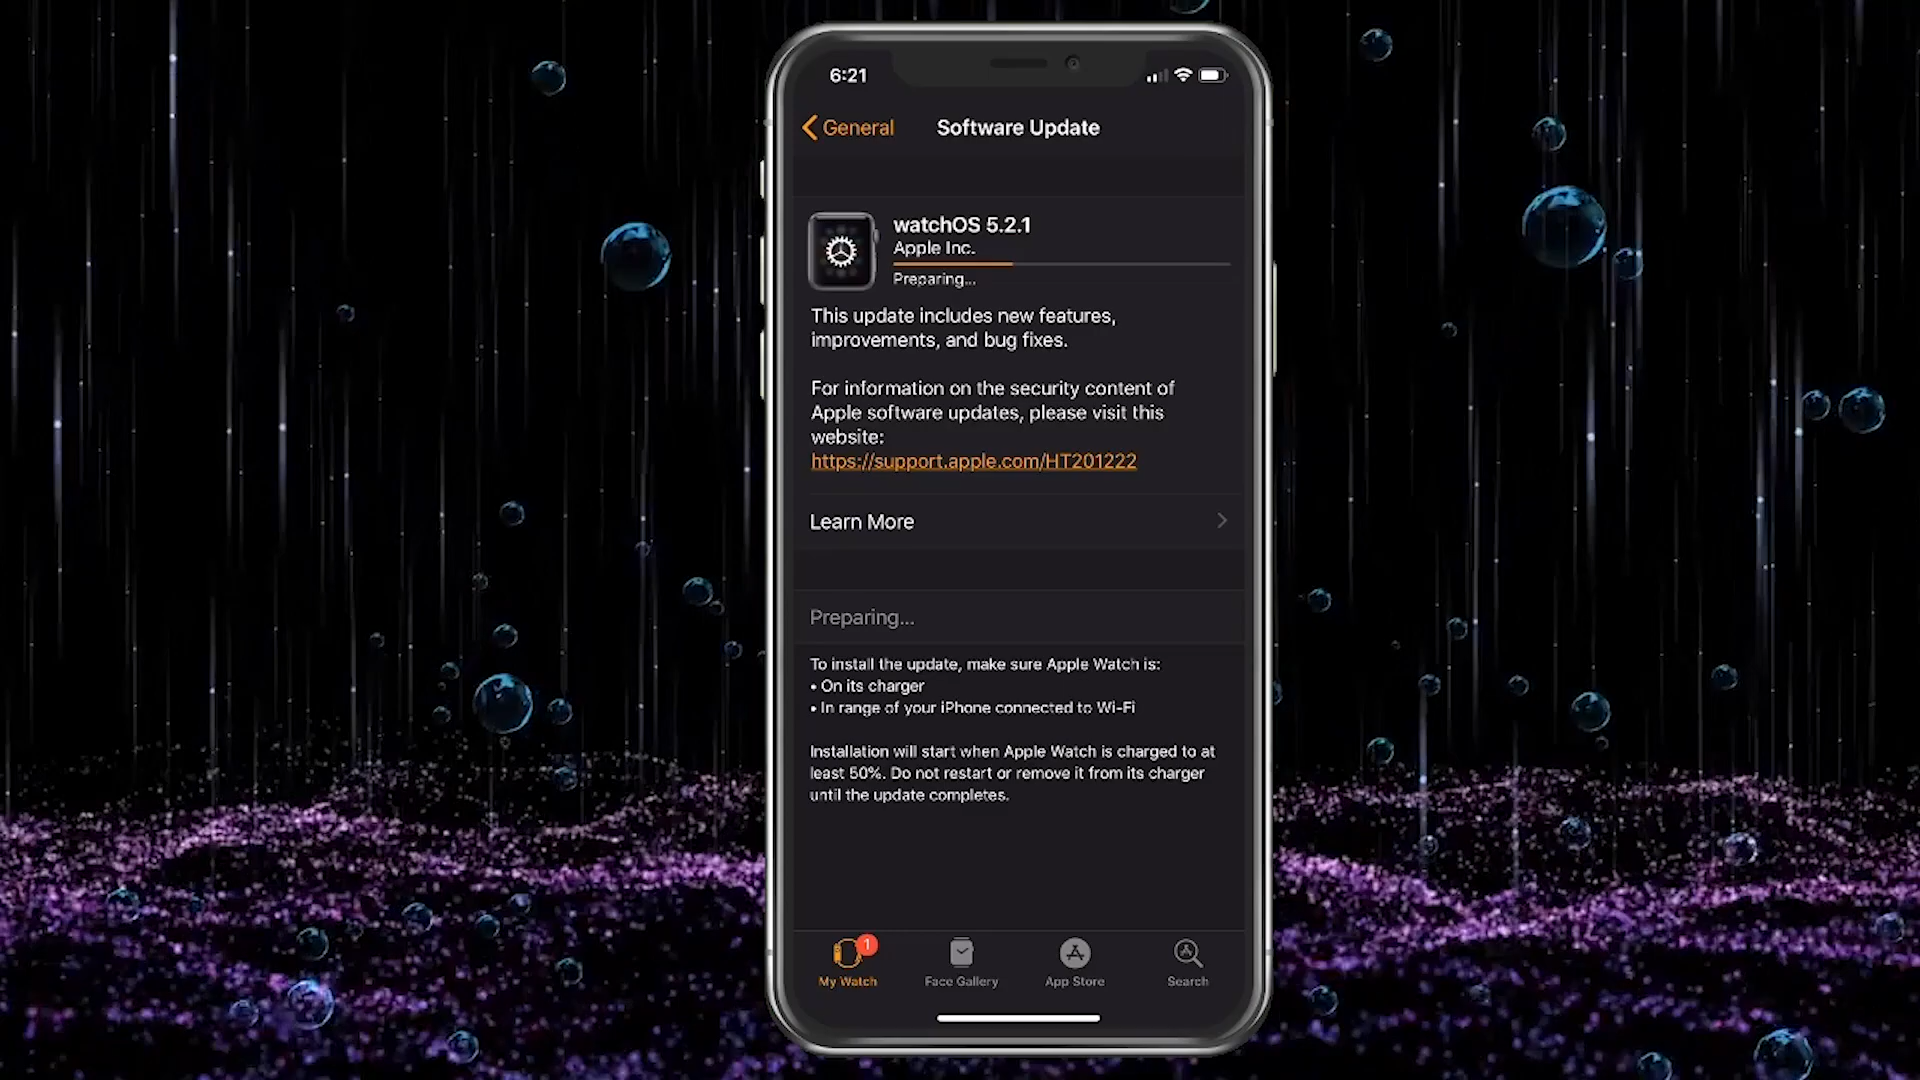 6:21
General
Software Update
watchOS 5.2.1
Apple Inc.
Preparing...
This update includes new features,
improvements, and bug fixes.
For information on the security content of
Apple software updates, please visit this
website:
https://support.apple.com/HT201222
Learn More
Preparing...
To install the update, make sure Apple Watch is:
• On its charger
• In range of your iPhone connected to Wi-Fi
Installation will start when Apple Watch is charged to at
least 50%. Do not restart or remove it from its charger
until the update completes.
1
My Watch
Face Gallery
App Store
Search